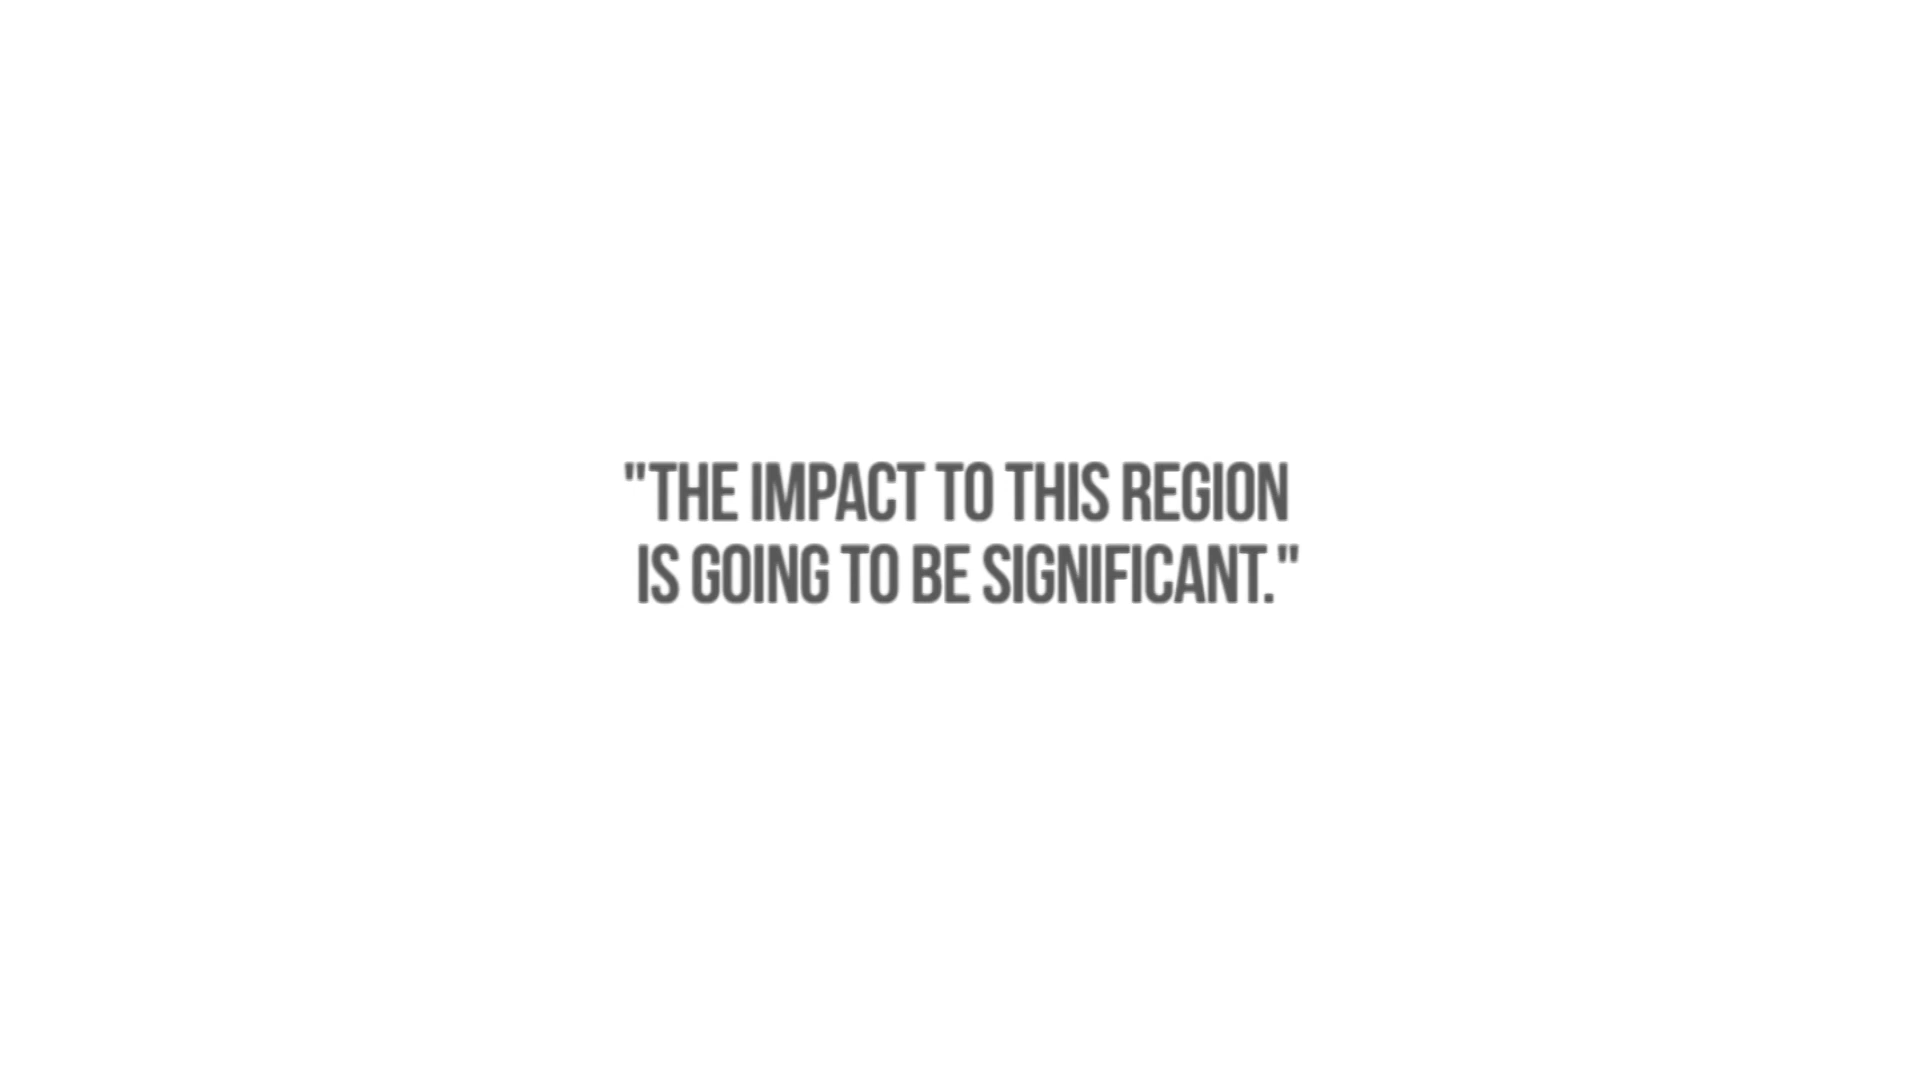 "THE IMPACT TO THIS REGION
IS GOING TO BE SIGNIFICANT."